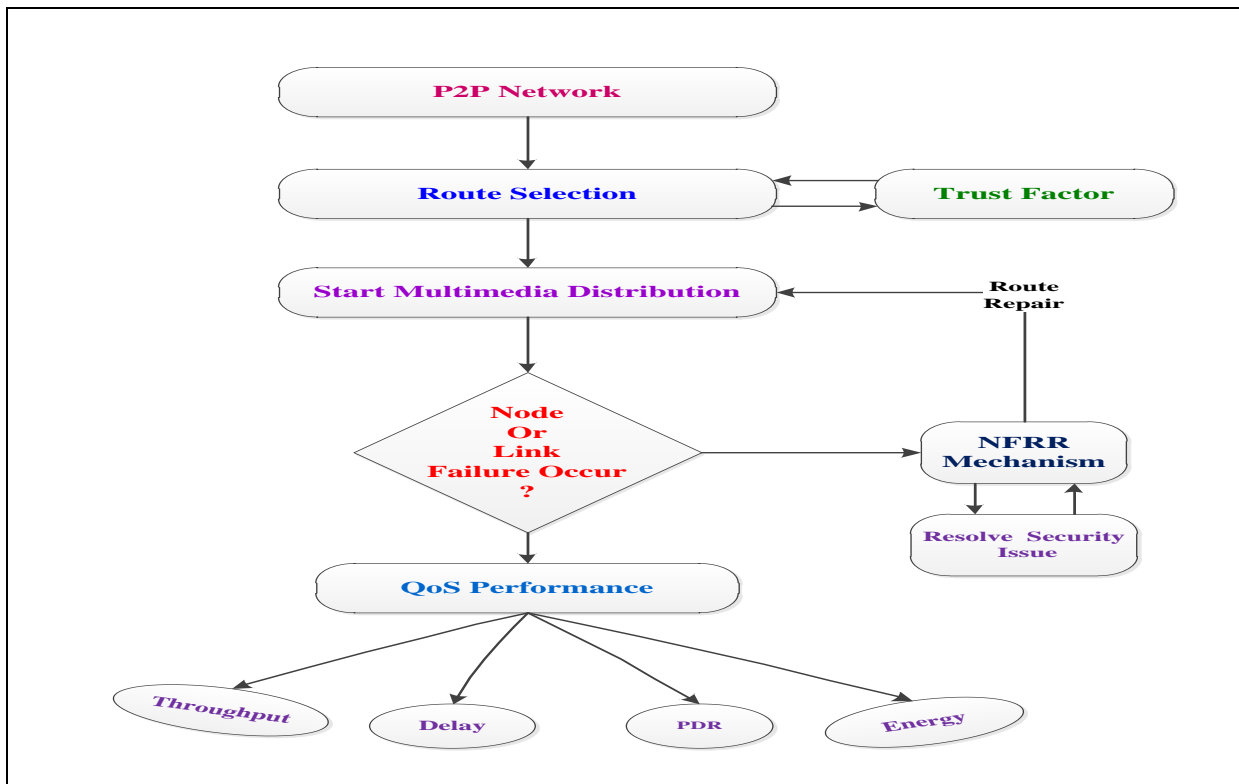 P2P Network
Route Selection
Trust Factor
Start Multimedia Distribution
Route
Repair
Node
Or
Link
Failure Occur
?
NFRR
Mechanism
Resolve Security
Issue
QoS Performance
Throughput
Delay
PDR
Energy